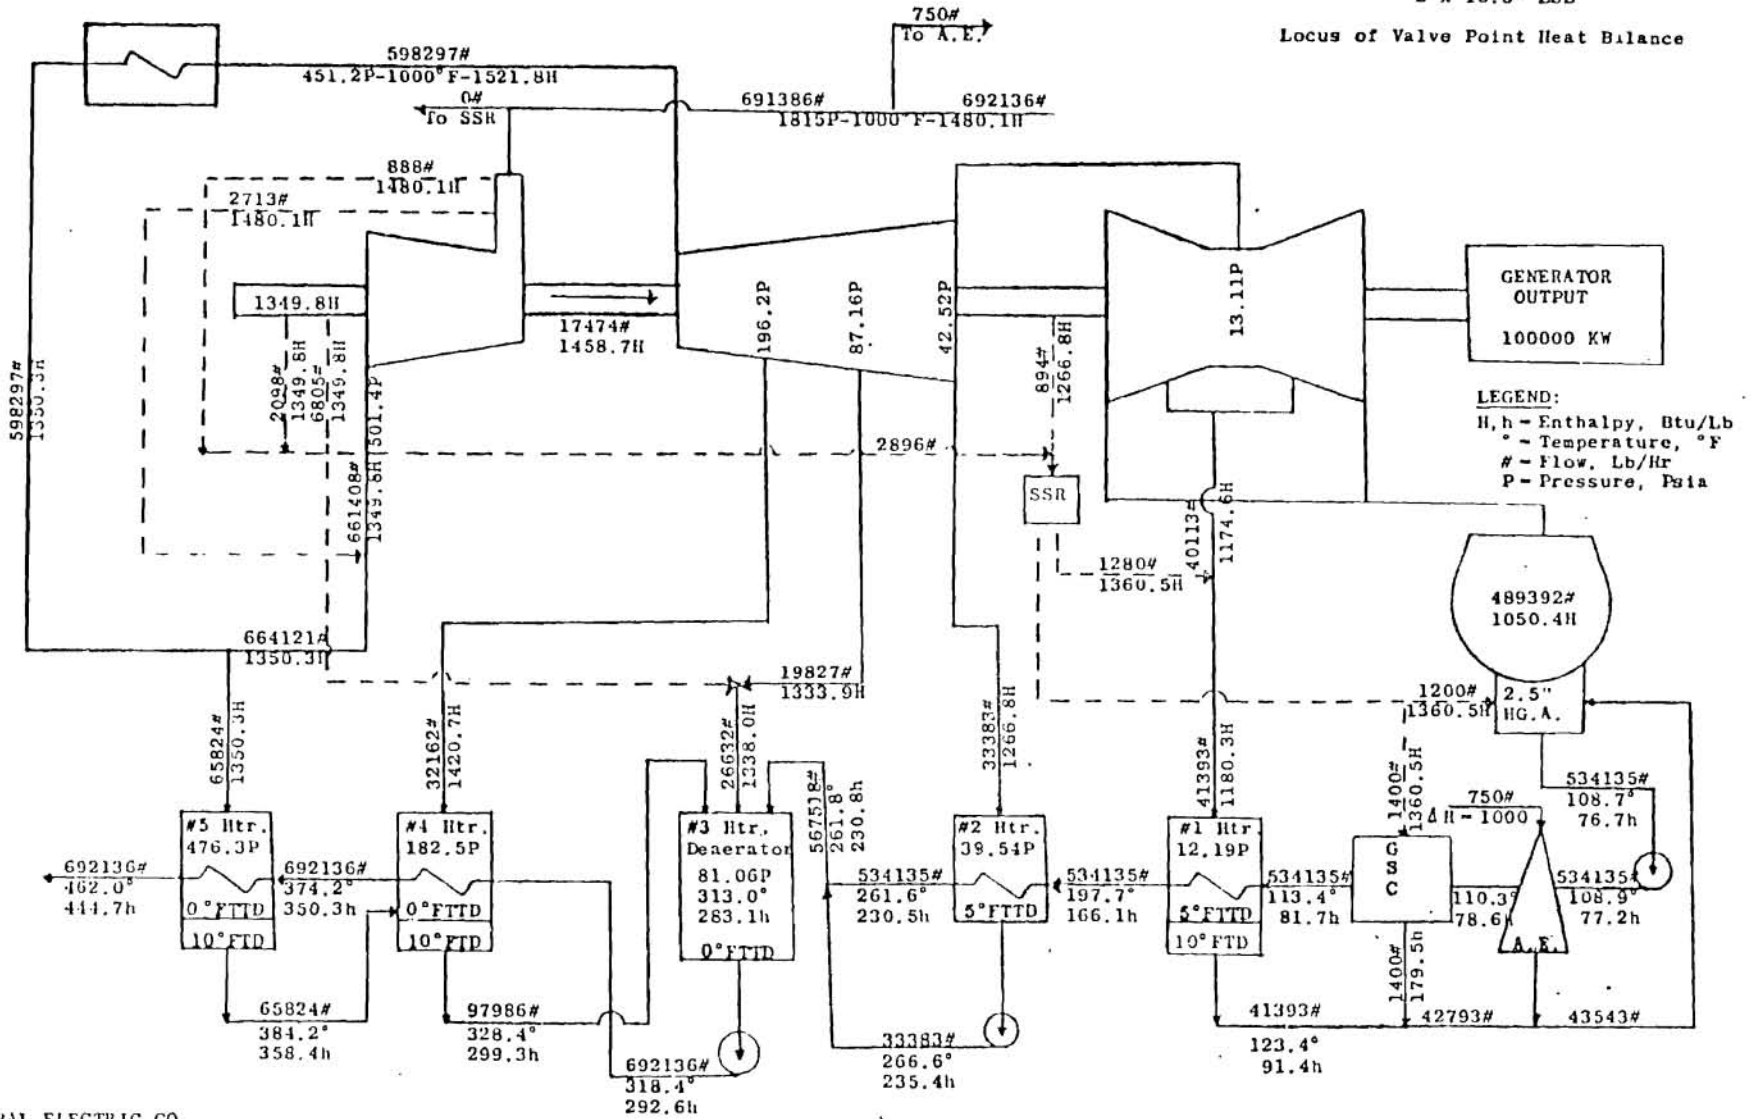 Locus of Valve Point Heat Balance
750#
To A.E.
598297#
451.2P-1000°F-1521.8H
0#
To SSR
691386#
692136#
1815P-1000°F-1480.1H
888#
1480.1H
2713#
1480.1H
1349.8H
17474#
1458.7H
196.2P
87.16P
42.52P
13.11P
GENERATOR
OUTPUT
100000 KW
LEGEND:
H,h - Enthalpy, Btu/Lb
° - Temperature, °F
# - Flow, Lb/Hr
P - Pressure, Psia
598297#
1350.3H
2098#
1349.8H
6805#
1349.8H
501.4P
661408#
1349.8H
894#
1266.8H
2896#
SSR
1280#
1360.5H
40113#
1174.6H
489392#
1050.4H
664121#
1350.3H
19827#
1333.9H
1200#
1360.5H
2.5"
HG.A.
65824#
1350.3H
32162#
1420.7H
26632#
1338.0H
567518#
261.8°
230.8h
33383#
1266.8H
41393#
1180.3H
1400#
1360.5H
750#
ΔH-1000
534135#
108.7°
76.7h
#5 Htr.
476.3P
0°FTTD
10°FTD
#4 Htr.
182.5P
0°FTTD
10°FTD
#3 Htr.
Deaerator
81.06P
313.0°
283.1h
0°FTTD
#2 Htr.
39.54P
5°FTTD
#1 Htr.
12.19P
5°FTTD
10°FTD
GSC
A.E.
692136#
462.0°
444.7h
692136#
374.2°
350.3h
534135#
261.6°
230.5h
534135#
197.7°
166.1h
534135#
113.4°
81.7h
110.3°
78.6h
534135#
108.9°
77.2h
1400#
179.5h
65824#
384.2°
358.4h
97986#
328.4°
299.3h
692136#
318.4°
292.6h
33383#
266.6°
235.4h
41393#
123.4°
91.4h
42793#
43543#